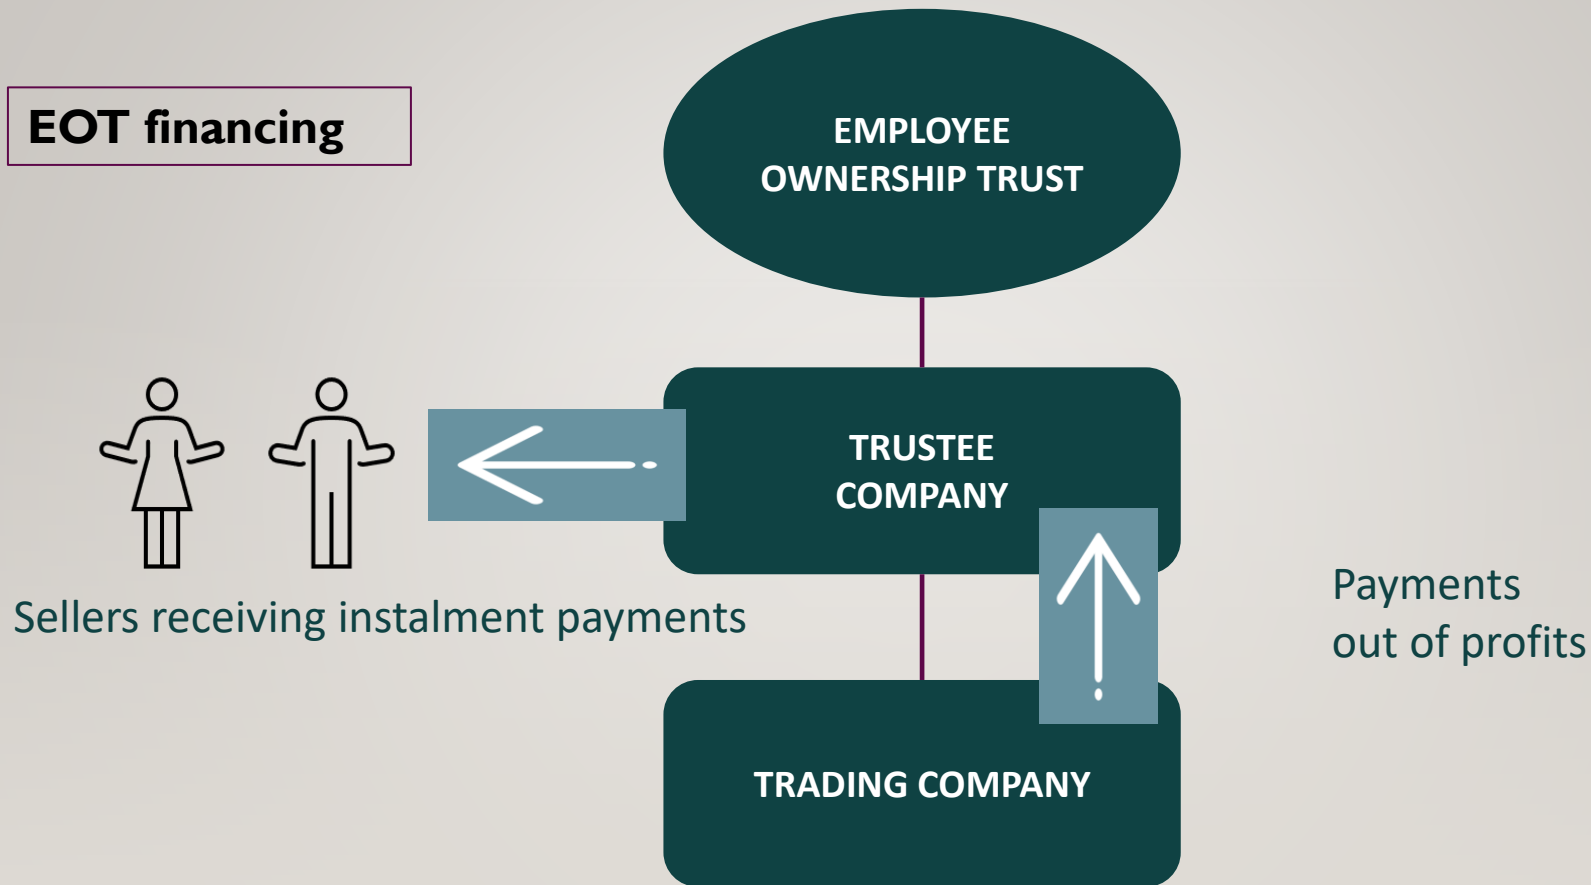 EOT financing
EMPLOYEE
OWNERSHIP TRUST
TRUSTEE
COMPANY
Sellers receiving instalment payments
Payments
out of profits
TRADING COMPANY